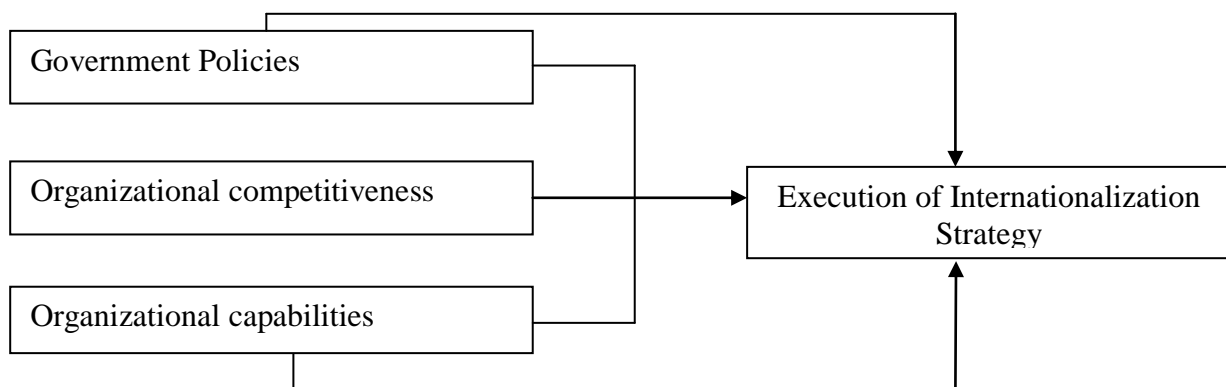 Government Policies
Organizational competitiveness
Execution of Internationalization
Strategy
Organizational capabilities